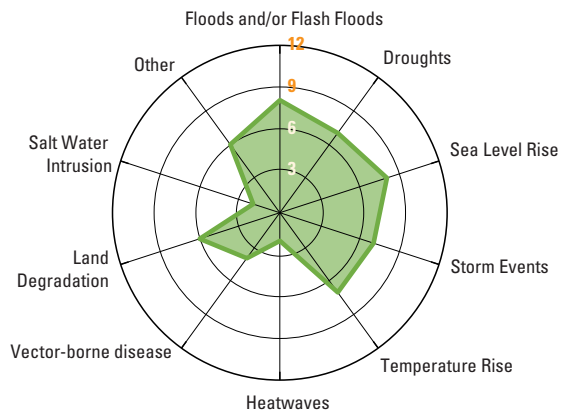 Floods and/or Flash Floods
12
Droughts
Other
9
6
Salt Water
Intrusion
Sea Level Rise
3
Land
Degradation
Storm Events
Vector-borne disease
Temperature Rise
Heatwaves